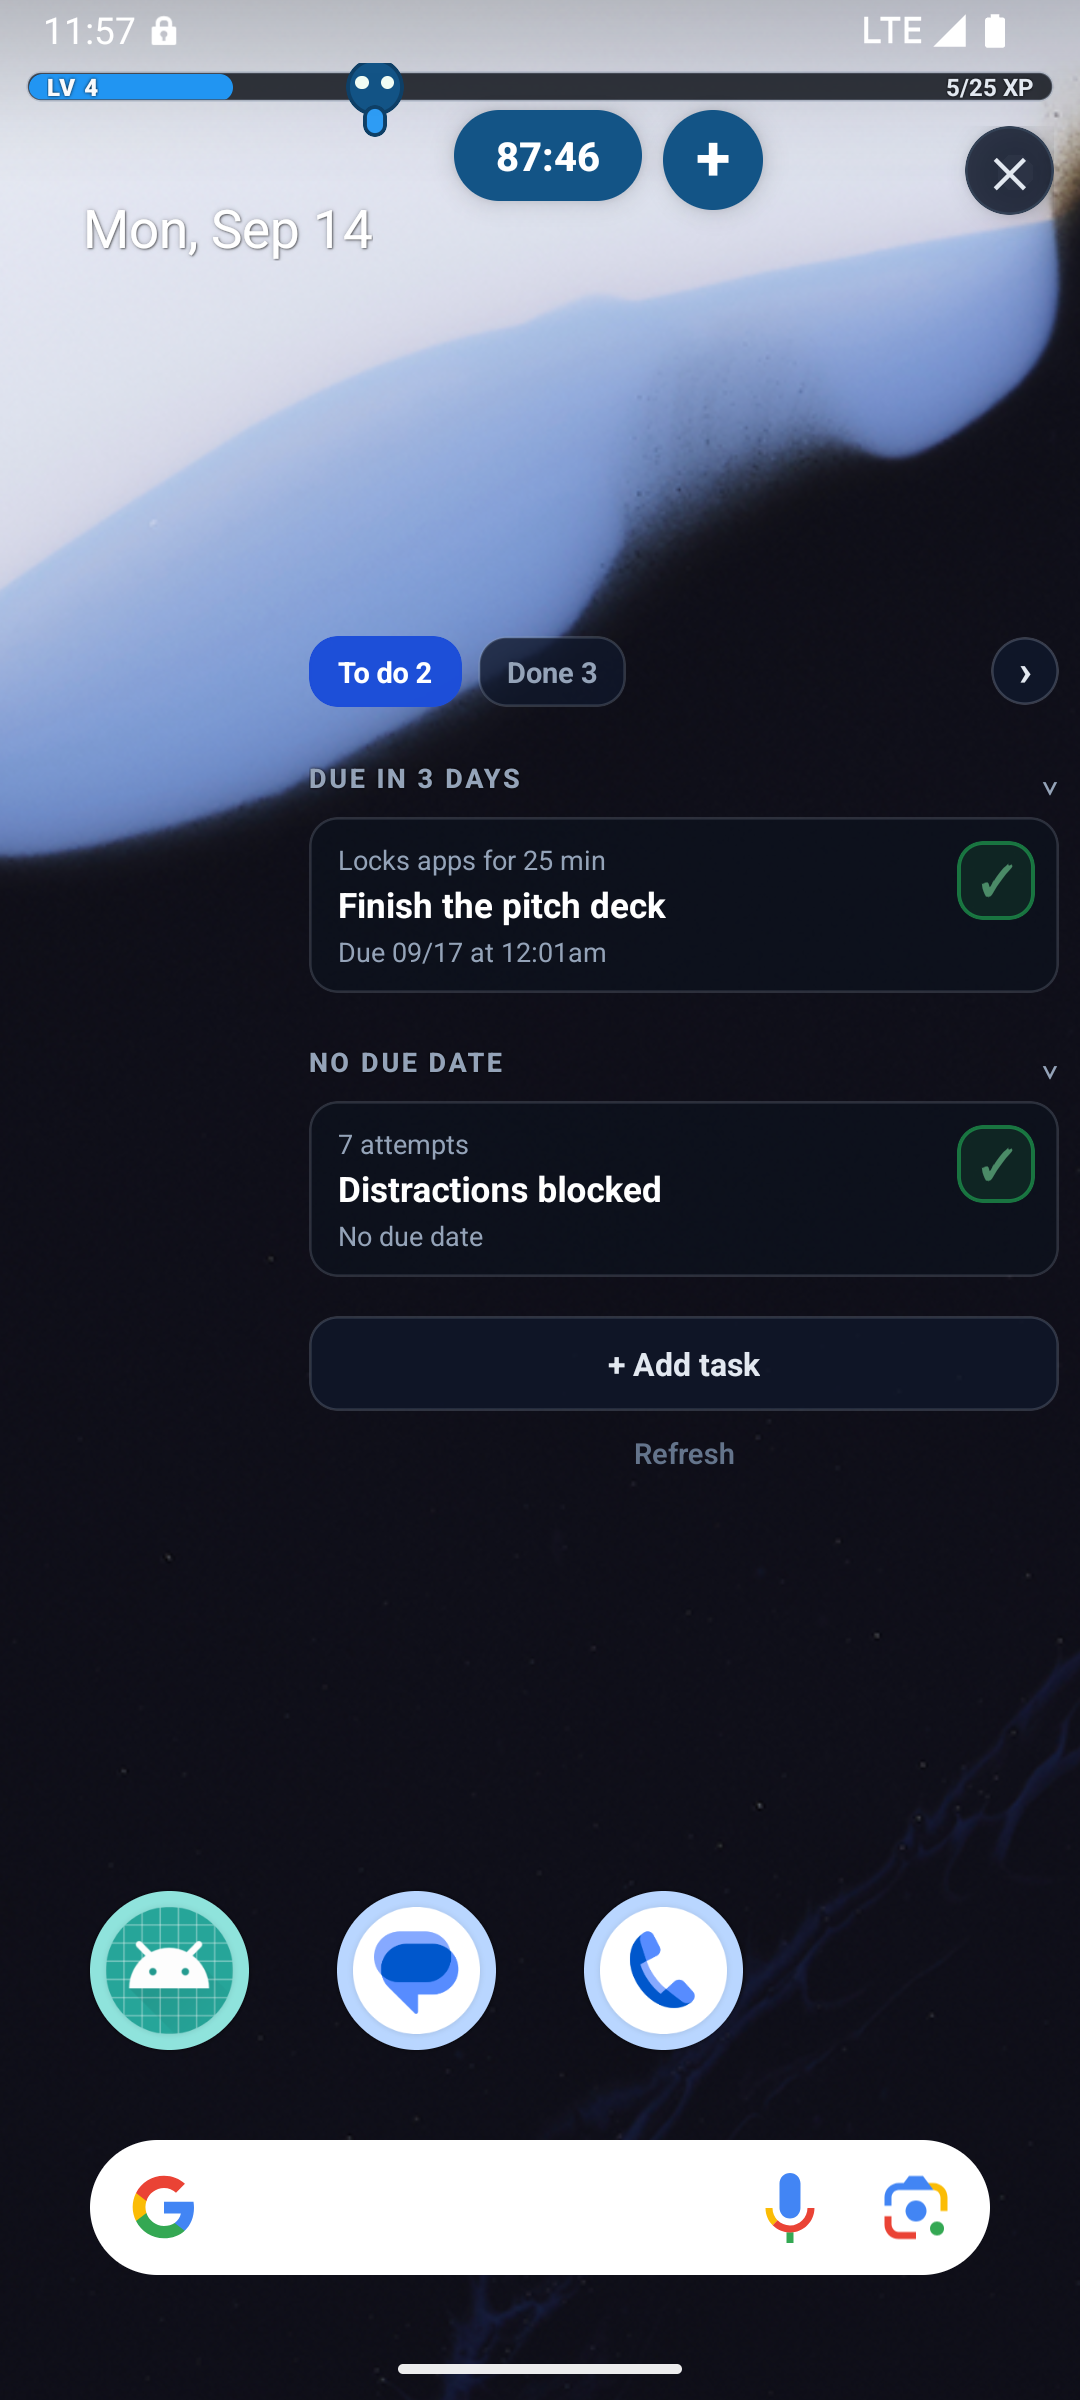 11:57
LTE
LV 4
5/25 XP
87:46
+
Mon, Sep 14
To do 2
Done 3
›
DUE IN 3 DAYS
Locks apps for 25 min
Finish the pitch deck
✓
Due 09/17 at 12:01am
NO DUE DATE
7 attempts
Distractions blocked
✓
No due date
+ Add task
Refresh